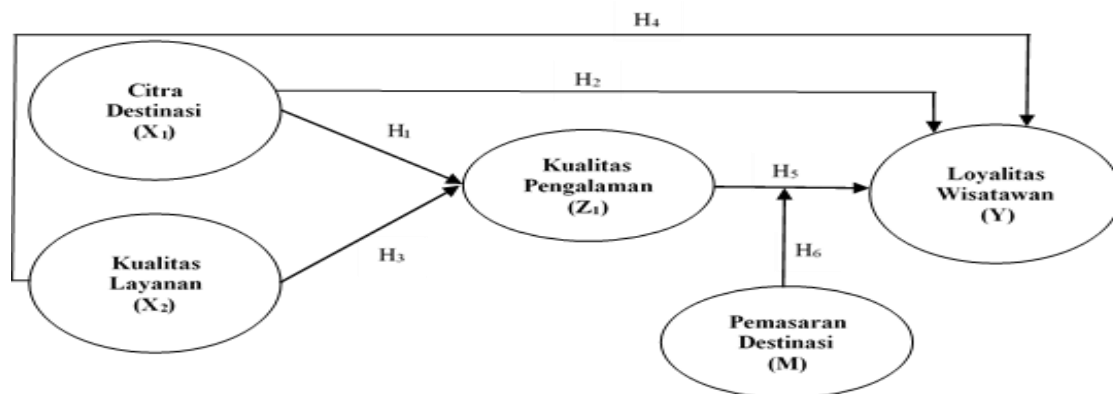 H₄
Citra
Destinasi
(X₁)
H₂
H₁
Kualitas
Pengalaman
(Z₁)
H₅
Loyalitas
Wisatawan
(Y)
Kualitas
Layanan
(X₂)
H₃
H₆
Pemasaran
Destinasi
(M)